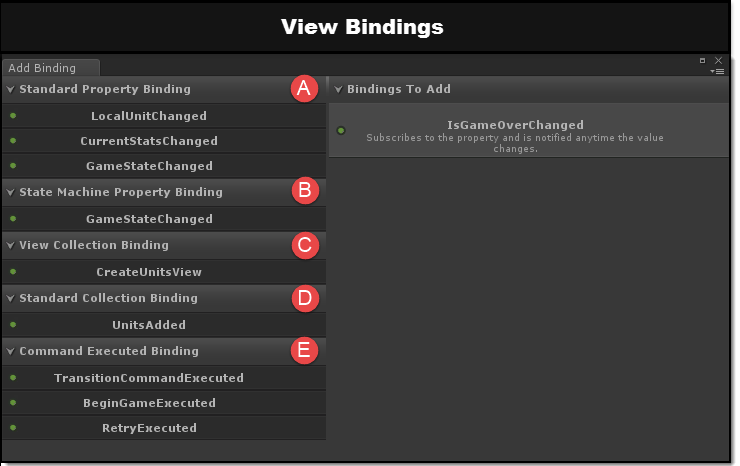 View Bindings
Add Binding
Standard Property Binding
A
LocalUnitChanged
CurrentStatsChanged
GameStateChanged
State Machine Property Binding
B
GameStateChanged
View Collection Binding
C
CreateUnitsView
Standard Collection Binding
D
UnitsAdded
Command Executed Binding
E
TransitionCommandExecuted
BeginGameExecuted
RetryExecuted
Bindings To Add
IsGameOverChanged
Subscribes to the property and is notified anytime the value
changes.